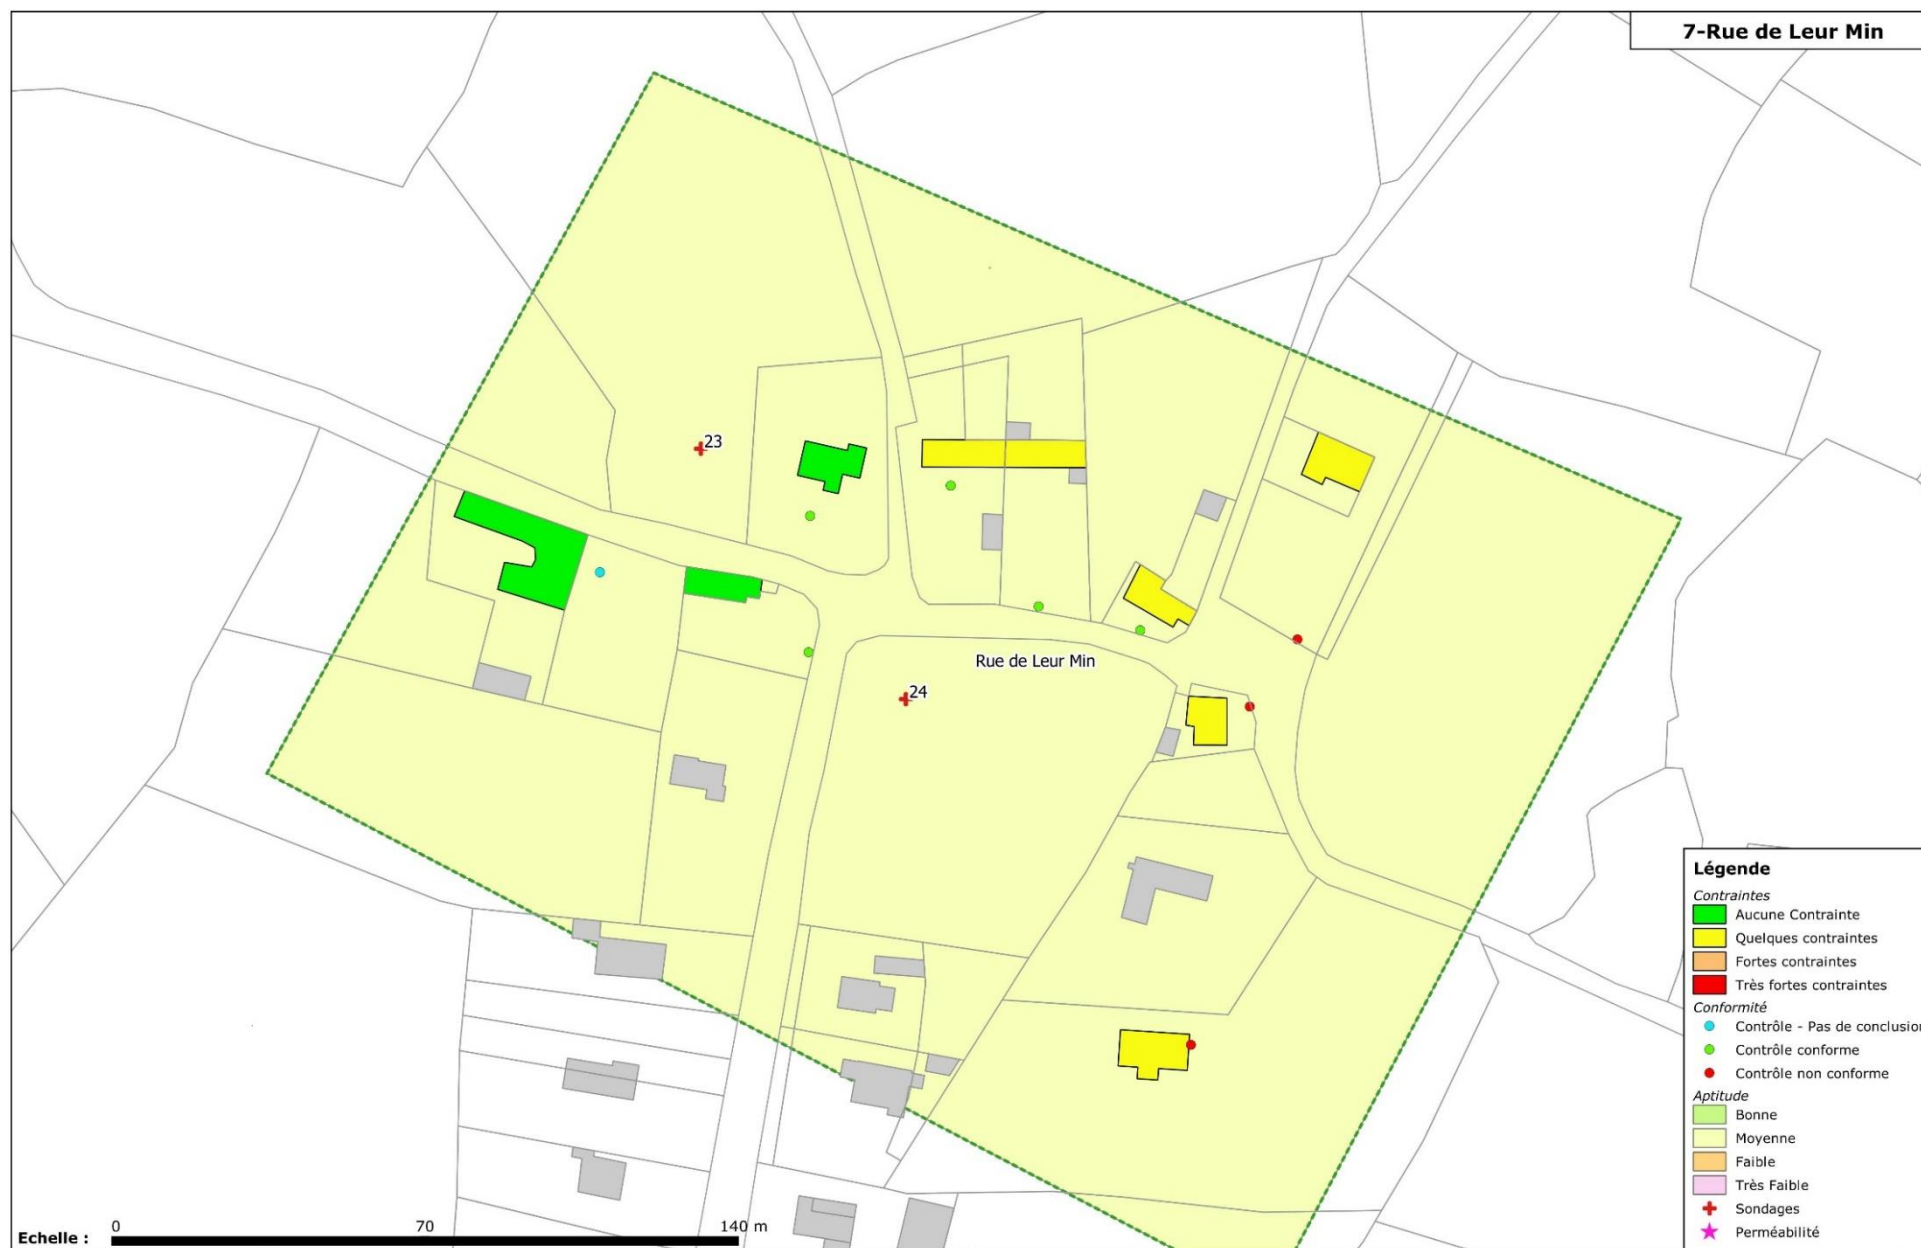 7-Rue de Leur Min
23
24
Rue de Leur Min
Légende
Contraintes
Aucune Contrainte
Quelques contraintes
Fortes contraintes
Très fortes contraintes
Conformité
Contrôle - Pas de conclusion
Contrôle conforme
Contrôle non conforme
Aptitude
Bonne
Moyenne
Faible
Très Faible
Sondages
Perméabilité
0 70 140 m
Echelle :